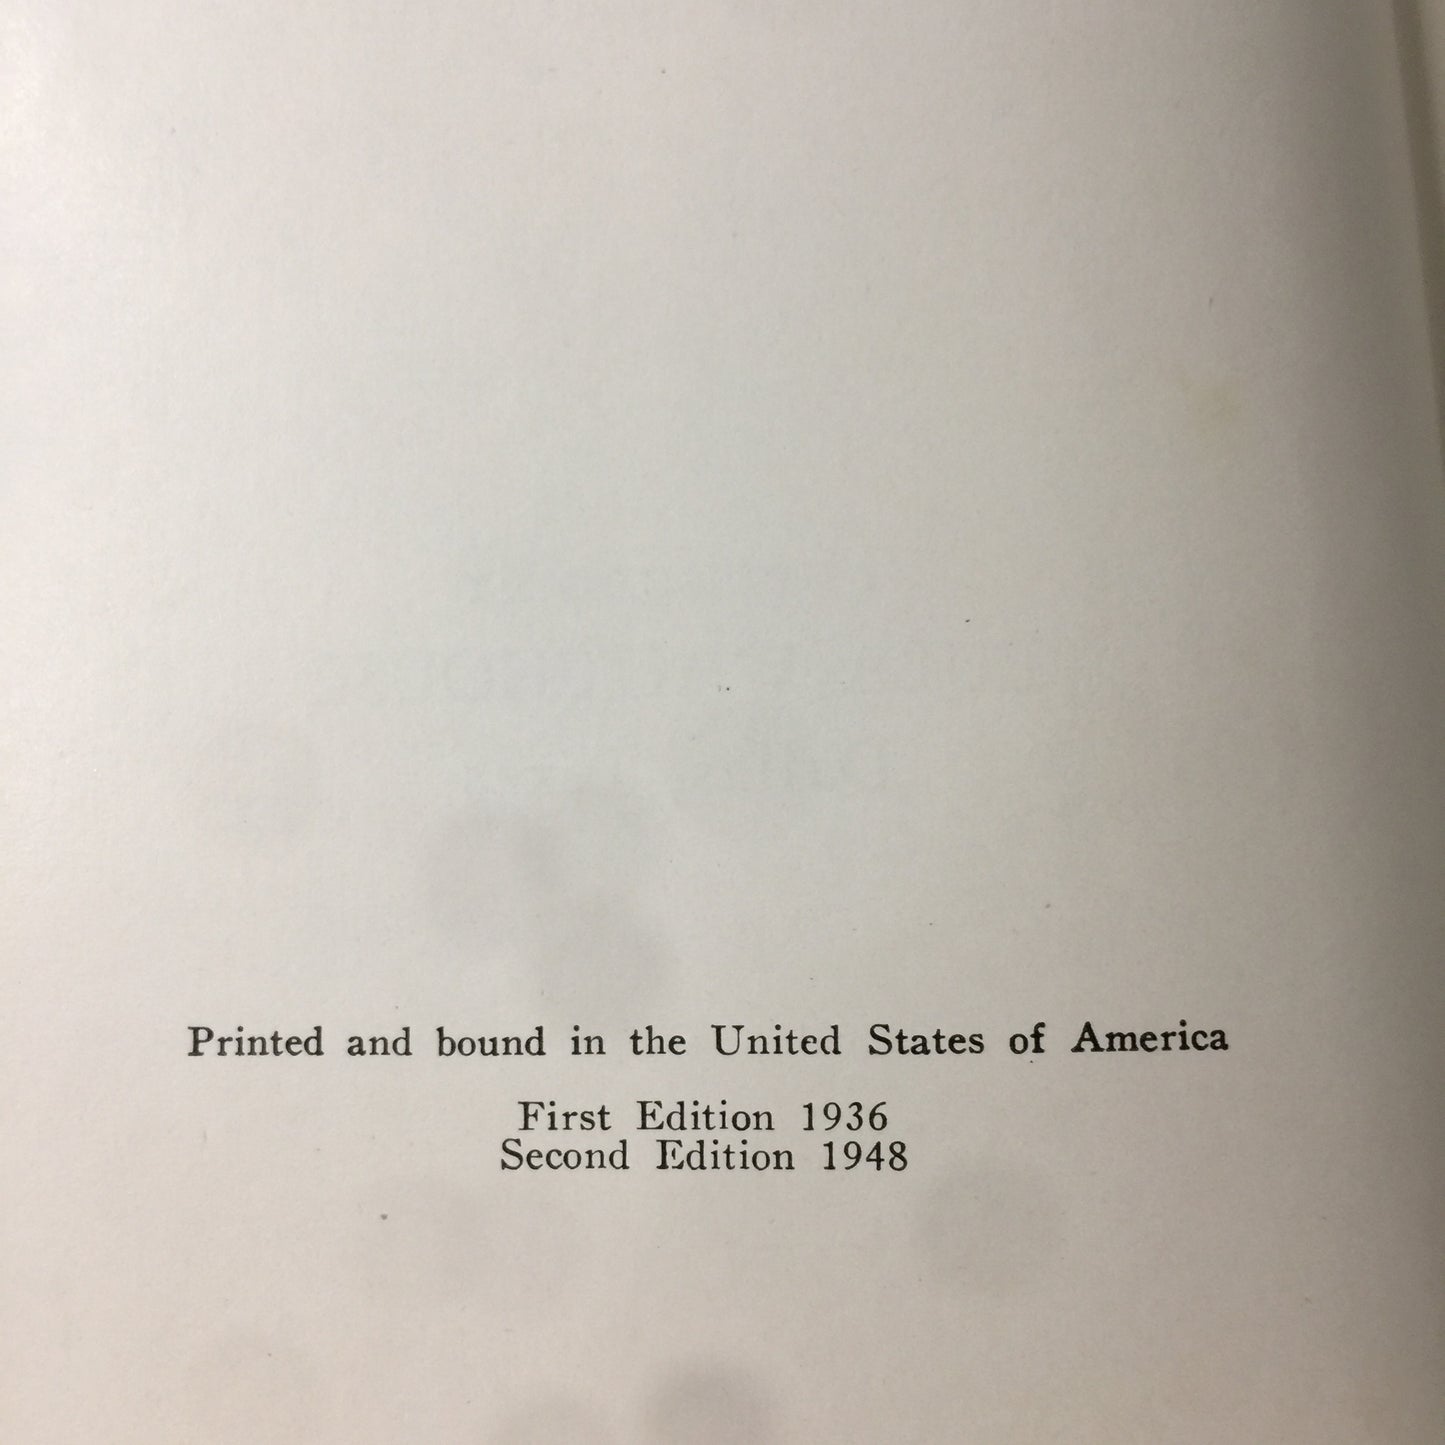 Printed and bound in the United States of America
First Edition 1936
Second Edition 1948